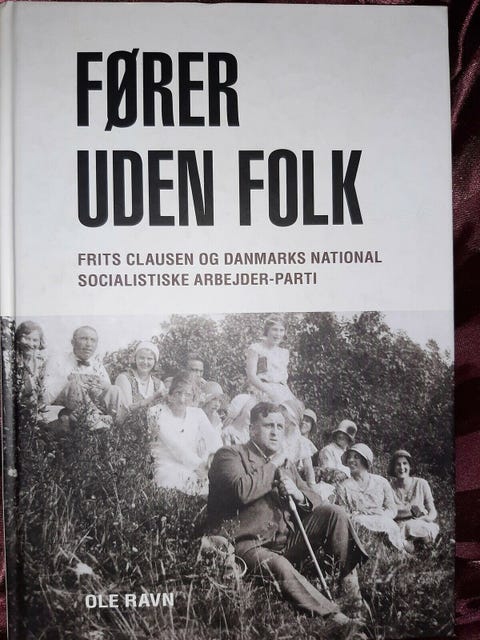 FØRER
UDEN FOLK
FRITS CLAUSEN OG DANMARKS NATIONAL
SOCIALISTISKE ARBEJDER-PARTI
OLE RAVN